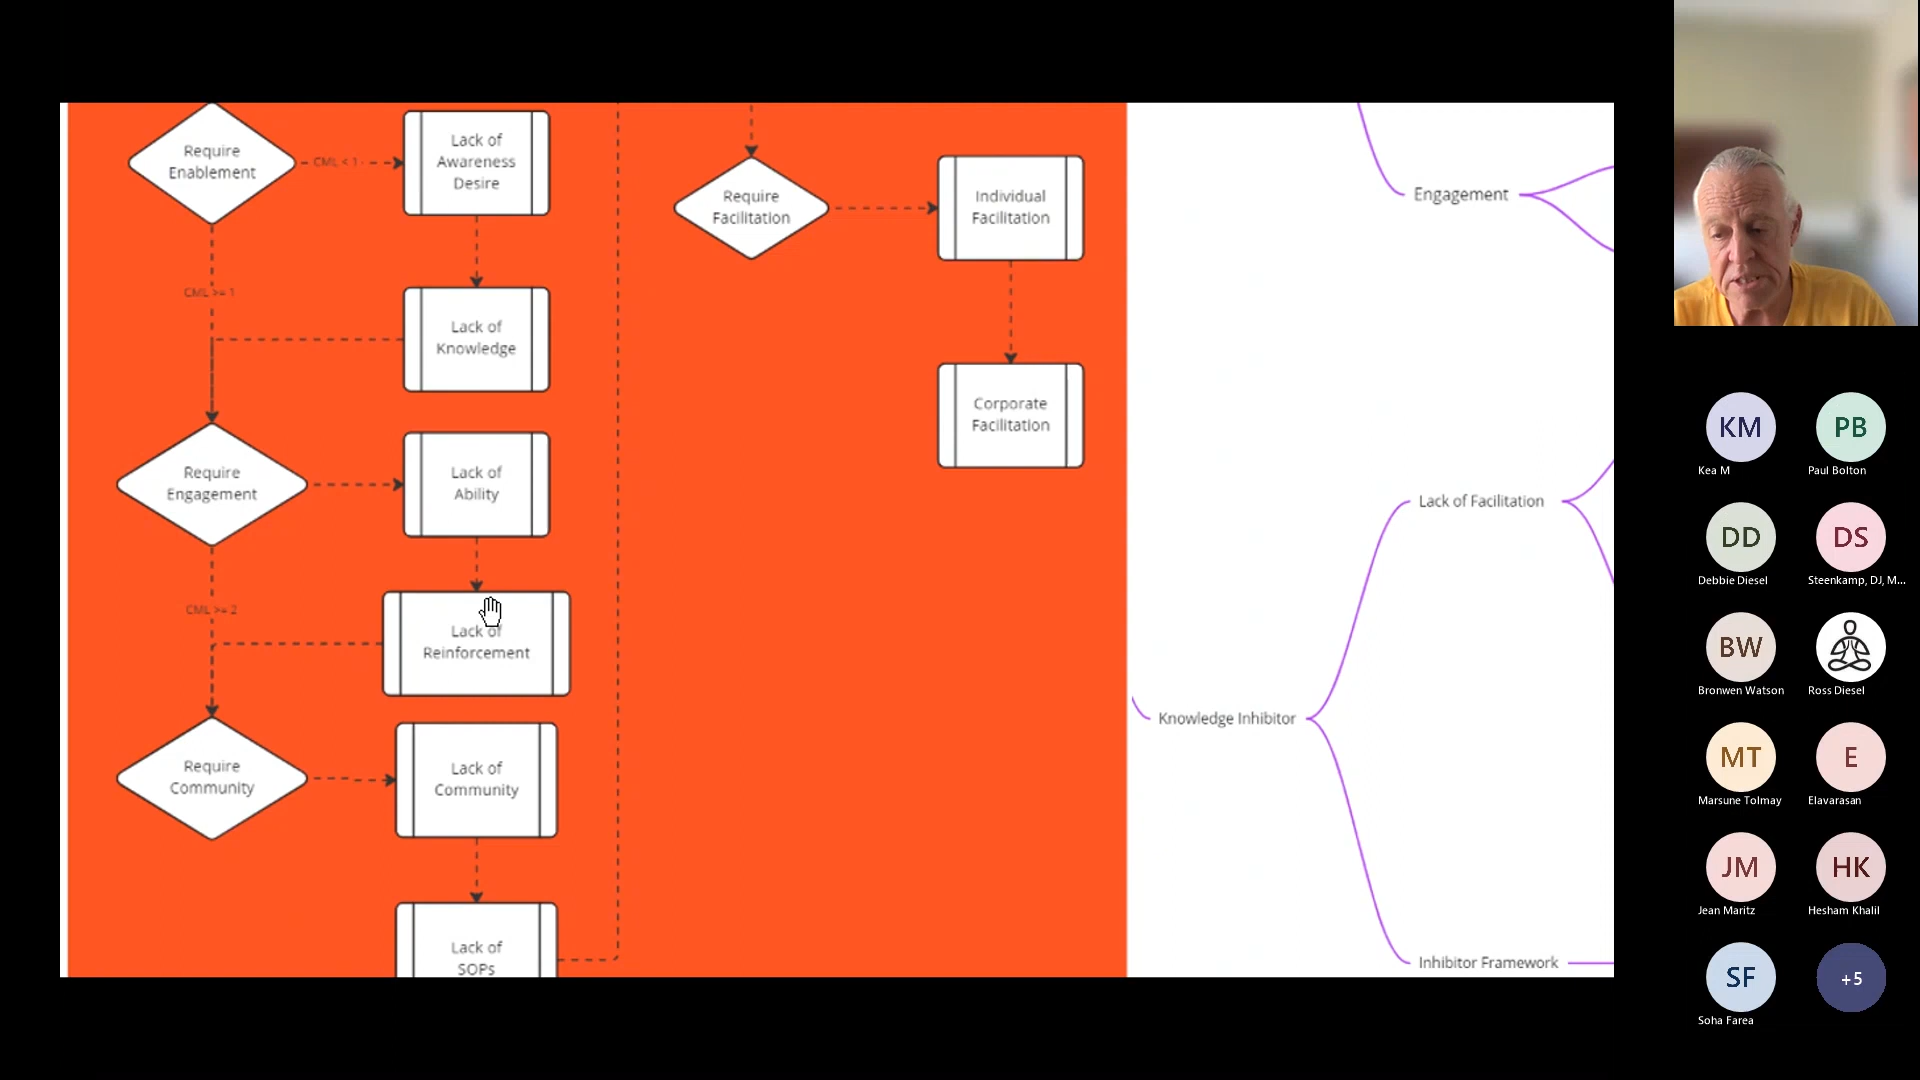 Require
Enablement
CML < 1
Lack of
Awareness
Desire
CML >= 1
Lack of
Knowledge
Require
Engagement
Lack of
Ability
CML >= 2
Lack of
Reinforcement
Require
Community
Lack of
Community
Lack of
SOPs
Require
Facilitation
Individual
Facilitation
Corporate
Facilitation
Engagement
Lack of Facilitation
Knowledge Inhibitor
Inhibitor Framework
KM
Kea M
PB
Paul Bolton
DD
Debbie Diesel
DS
Steenkamp, DJ, M...
BW
Bronwen Watson
Ross Diesel
MT
Marsune Tolmay
E
Elavarasan
JM
Jean Maritz
HK
Hesham Khalil
SF
Soha Farea
+5